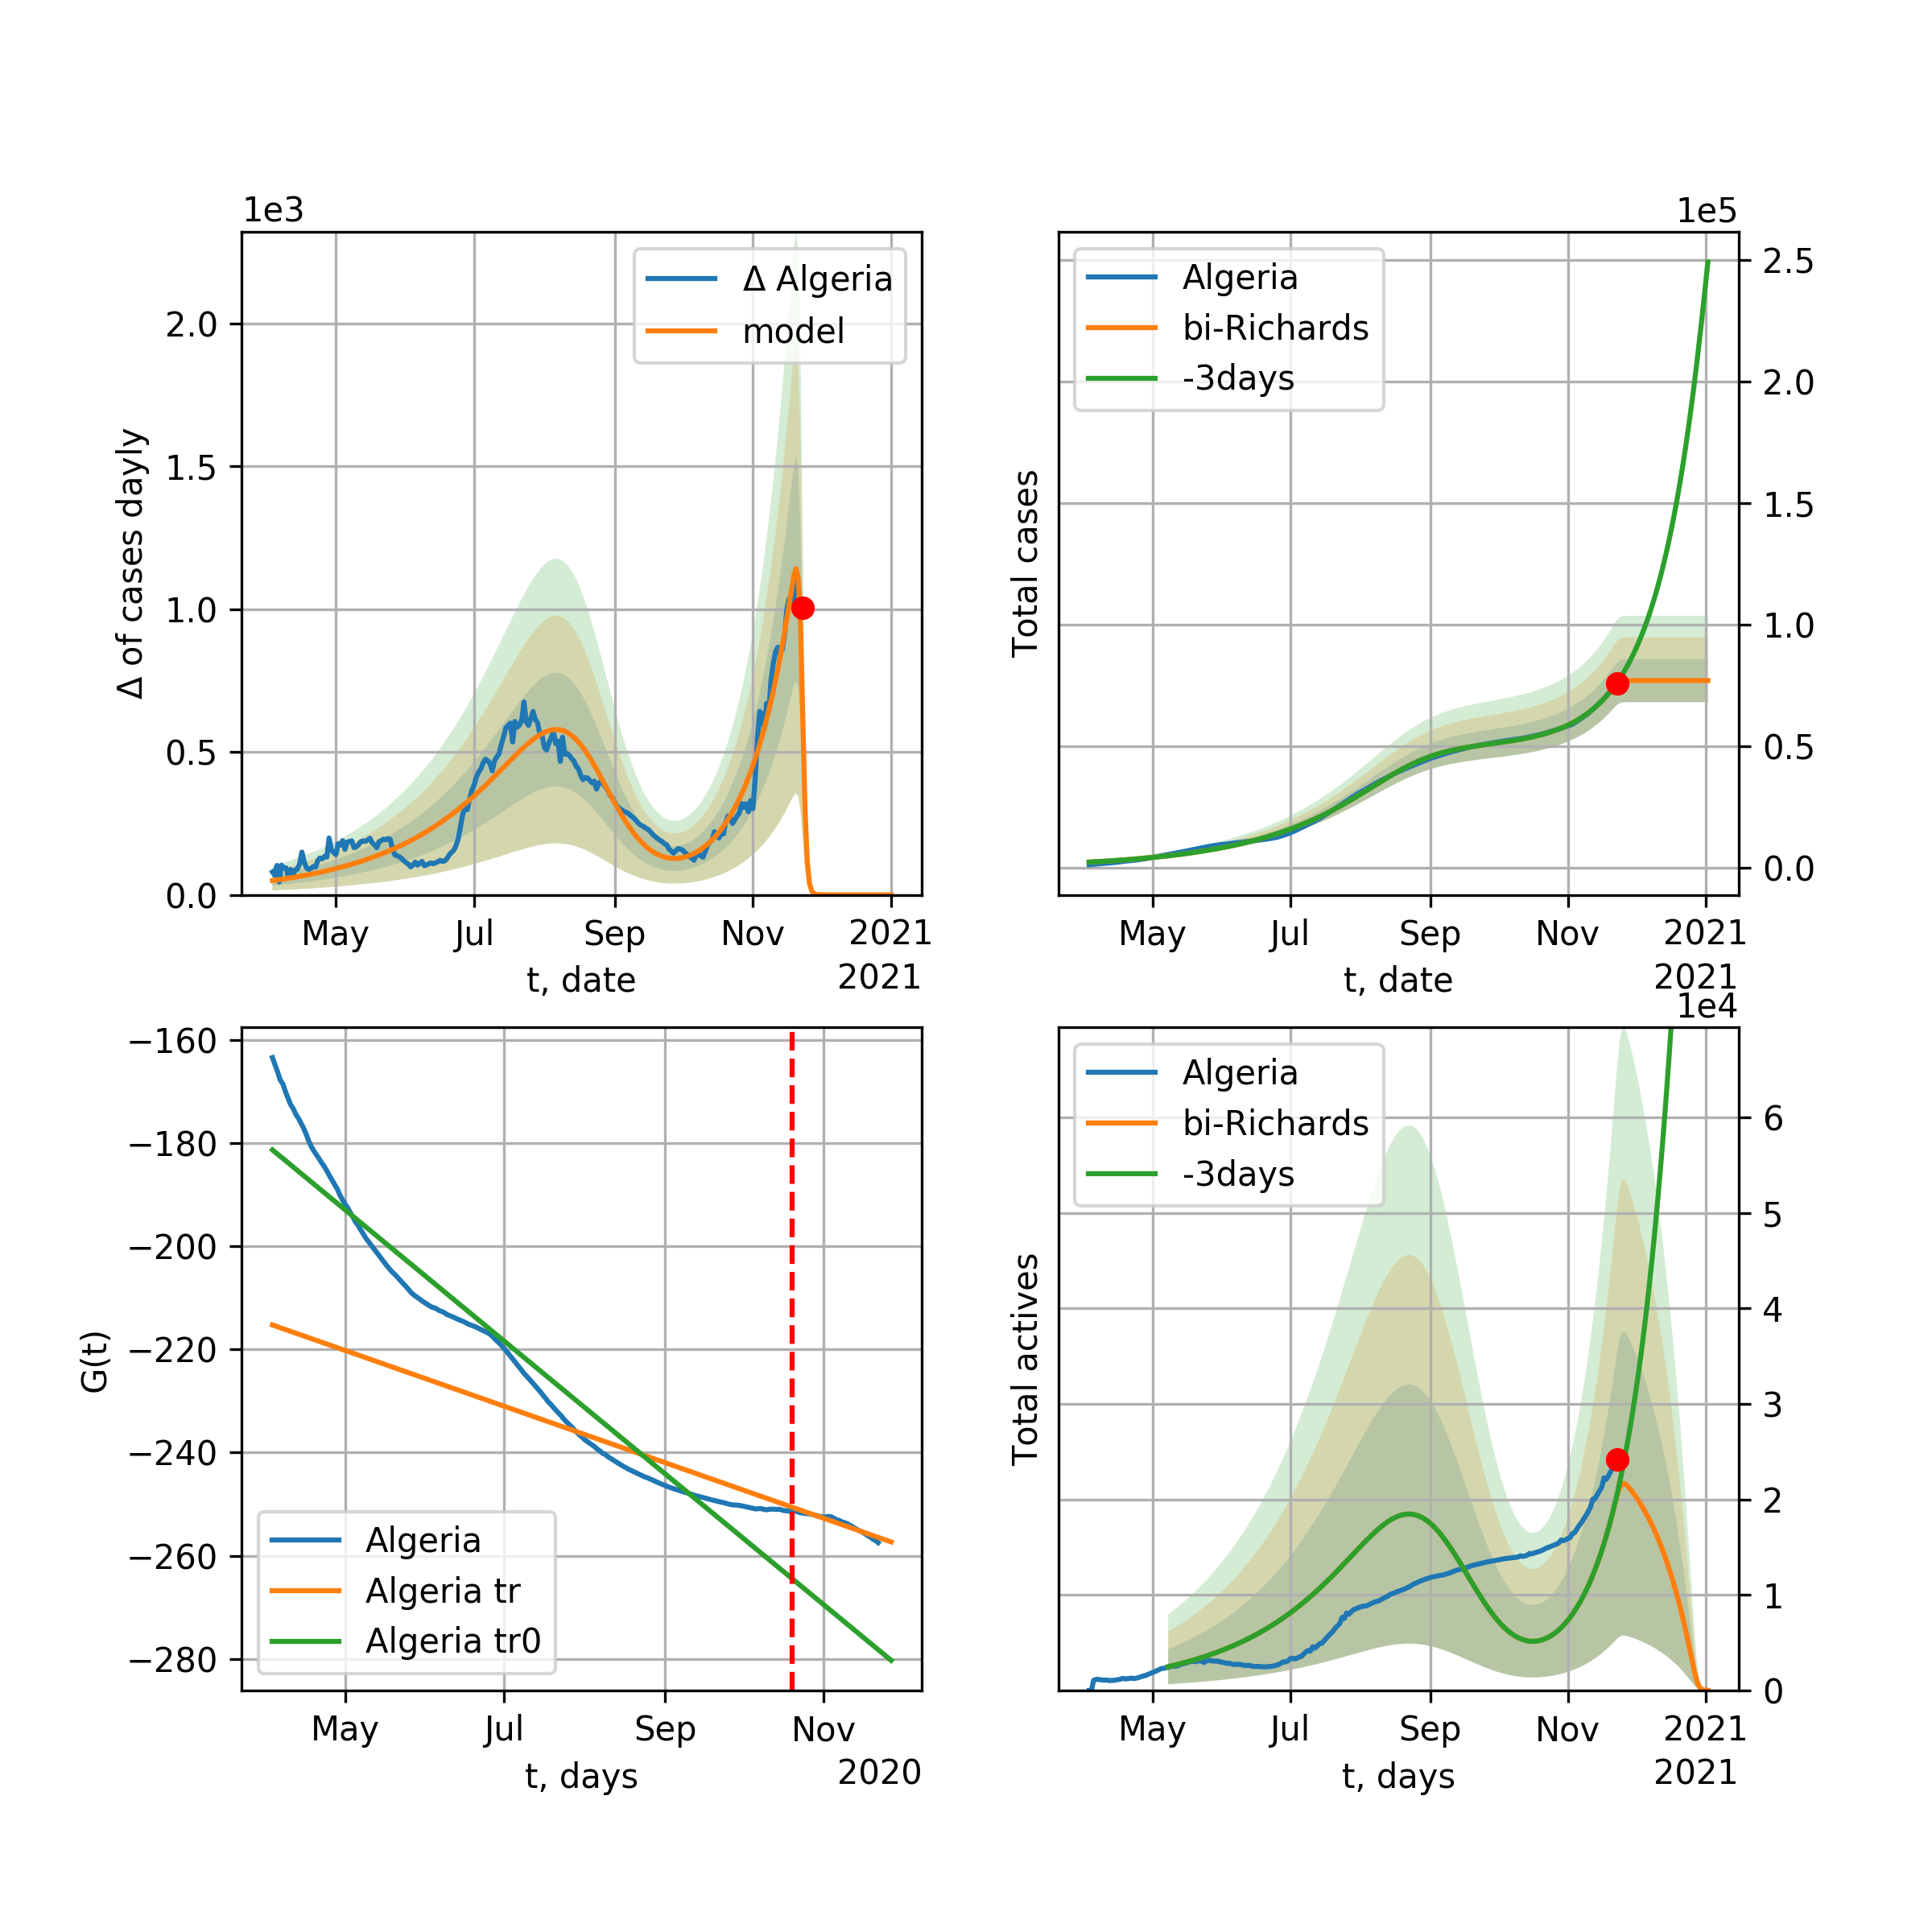 1e3
Δ of cases dayly
2.0
1.5
1.0
0.5
0.0
Δ Algeria
model
May Jul Sep Nov 2021
t, date
2021
1e5
Total cases
Algeria
bi-Richards
-3days
2.5
2.0
1.5
1.0
0.5
0.0
May Jul Sep Nov 2021
t, date
2021
G(t)
−160
−180
−200
−220
−240
−260
−280
Algeria
Algeria tr
Algeria tr0
May Jul Sep Nov
t, days
2020
1e4
Total actives
Algeria
bi-Richards
-3days
6
5
4
3
2
1
0
May Jul Sep Nov 2021
t, days
2021